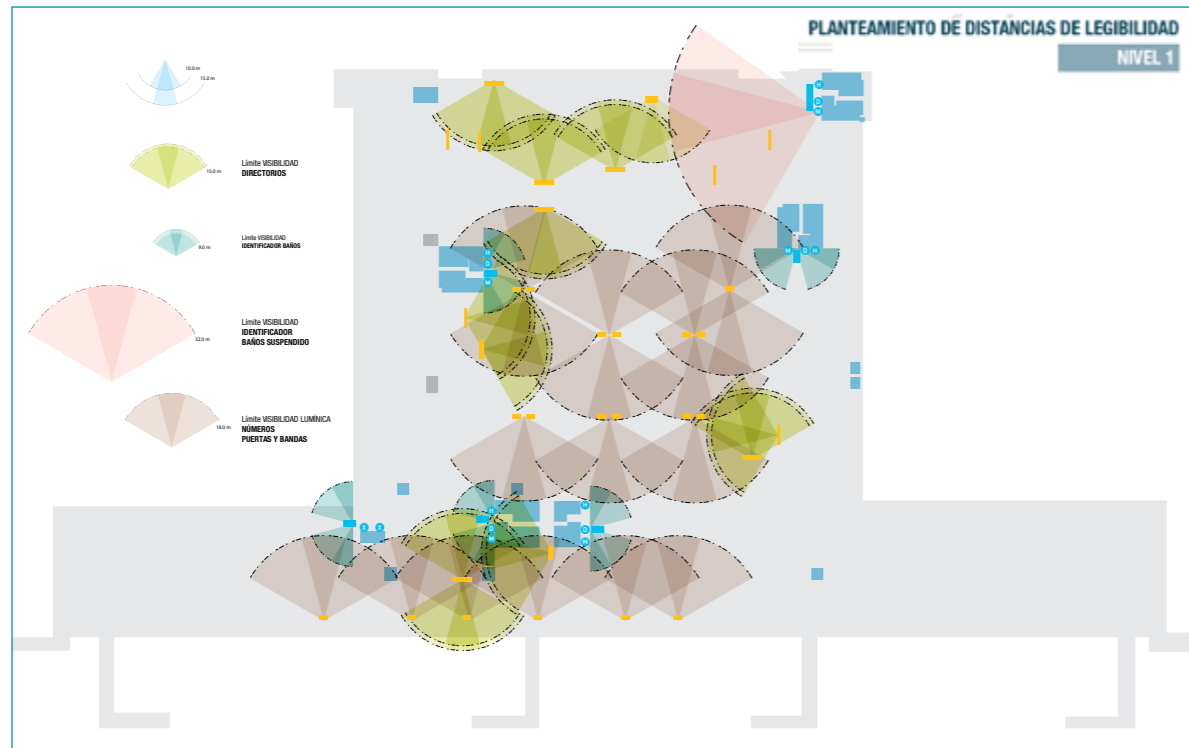 PLANTEAMIENTO DE DISTANCIAS DE LEGIBILIDAD
NIVEL 1
10.0 m
15.0 m
Límite VISIBILIDAD
DIRECTORIOS
15.0 m
Límite VISIBILIDAD
IDENTIFICADOR BAÑOS
9.0 m
Límite VISIBILIDAD
IDENTIFICADOR
BAÑOS SUSPENDIDO
32.0 m
Límite VISIBILIDAD LUMÍNICA
NÚMEROS
PUERTAS Y BANDAS
18.0 m
H
D
M
H
D
M
M D H
X X
H
D
M
H
D
M